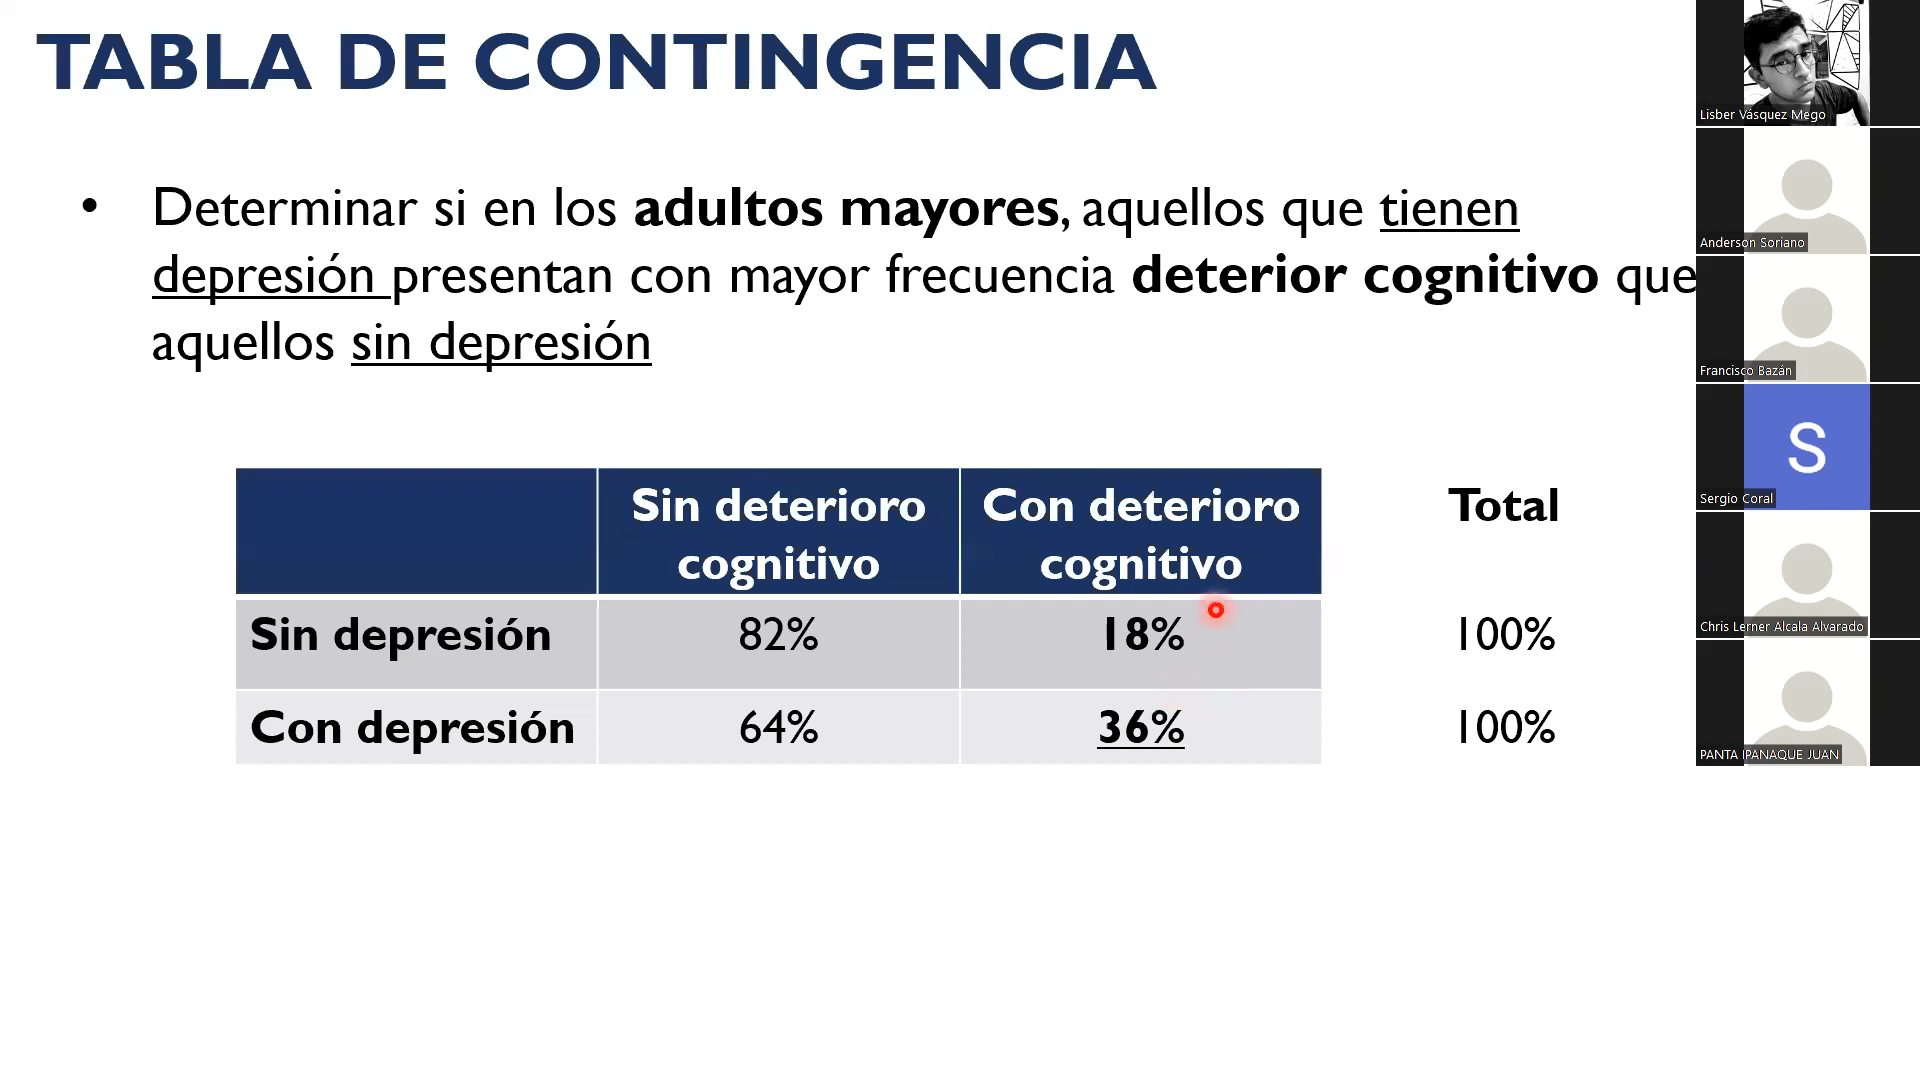 TABLA DE CONTINGENCIA
• Determinar si en los adultos mayores, aquellos que tienen
depresión presentan con mayor frecuencia deterior cognitivo que
aquellos sin depresión
Sin deterioro cognitivo Con deterioro cognitivo Total
Sin depresión 82% 18% 100%
Con depresión 64% 36% 100%
Lisber Vásquez Mego
Anderson Soriano
Francisco Bazán
S
Sergio Coral
Chris Lerner Alcala Alvarado
PANTA IPANAQUE JUAN